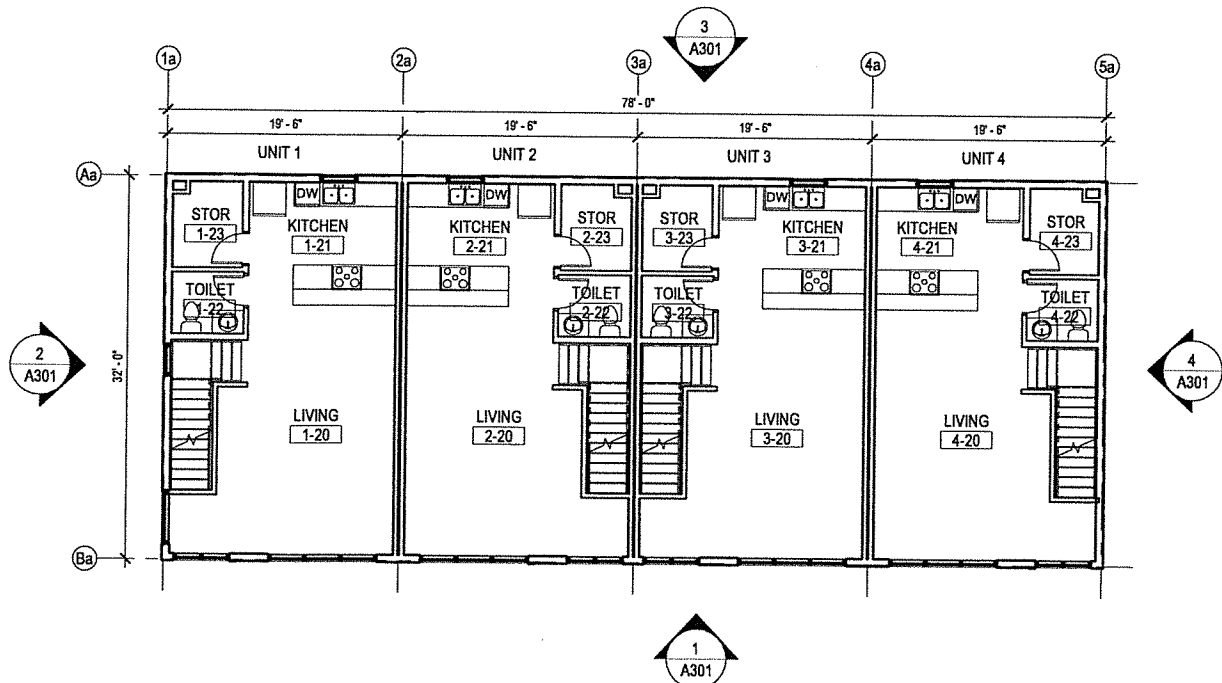 3
A301
1a
2a
3a
4a
5a
78' - 0"
19' - 6"
19' - 6"
19' - 6"
19' - 6"
UNIT 1
UNIT 2
UNIT 3
UNIT 4
Aa
DW
DW
DW
DW
STOR
1-23
KITCHEN
1-21
KITCHEN
2-21
STOR
2-23
STOR
3-23
KITCHEN
3-21
KITCHEN
4-21
STOR
4-23
TOILET
1-22
TOILET
2-22
TOILET
3-22
TOILET
4-22
2
A301
32' - 0"
4
A301
LIVING
1-20
LIVING
2-20
LIVING
3-20
LIVING
4-20
Ba
1
A301